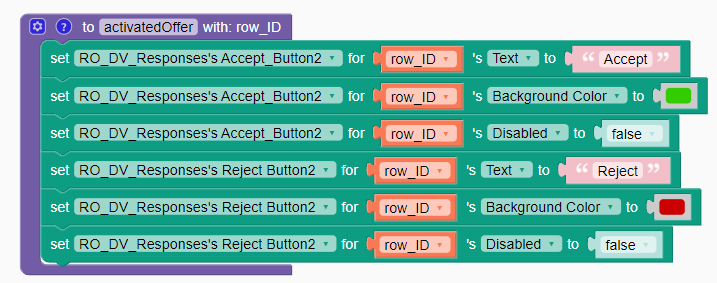 ? to activatedOffer with: row_ID
set RO_DV_Responses's Accept_Button2 for row_ID 's Text to “ Accept ”
set RO_DV_Responses's Accept_Button2 for row_ID 's Background Color to
set RO_DV_Responses's Accept_Button2 for row_ID 's Disabled to false
set RO_DV_Responses's Reject Button2 for row_ID 's Text to “ Reject ”
set RO_DV_Responses's Reject Button2 for row_ID 's Background Color to
set RO_DV_Responses's Reject Button2 for row_ID 's Disabled to false